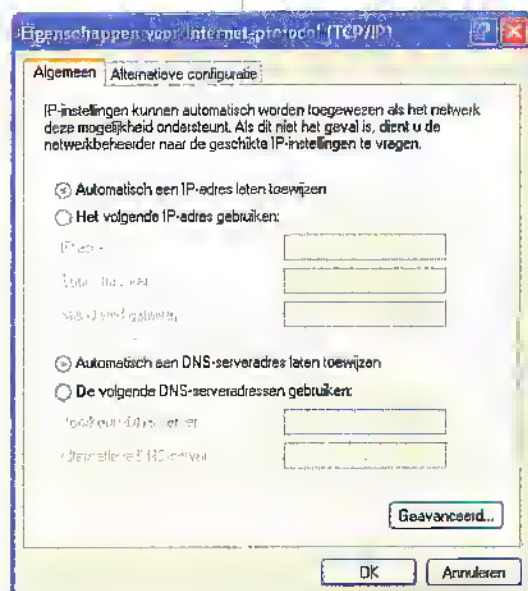 Eigenschappen voor Internet-protocol (TCP/IP)
Algemeen
Alternatieve configuratie
IP-instellingen kunnen automatisch worden toegewezen als het netwerk
deze mogelijkheid ondersteunt. Als dit niet het geval is, dient u de
netwerkbeheerder naar de geschikte IP-instellingen te vragen.
Automatisch een IP-adres laten toewijzen
Het volgende IP-adres gebruiken:
Automatisch een DNS-serveradres laten toewijzen
De volgende DNS-serveradressen gebruiken:
Geavanceerd...
OK
Annuleren